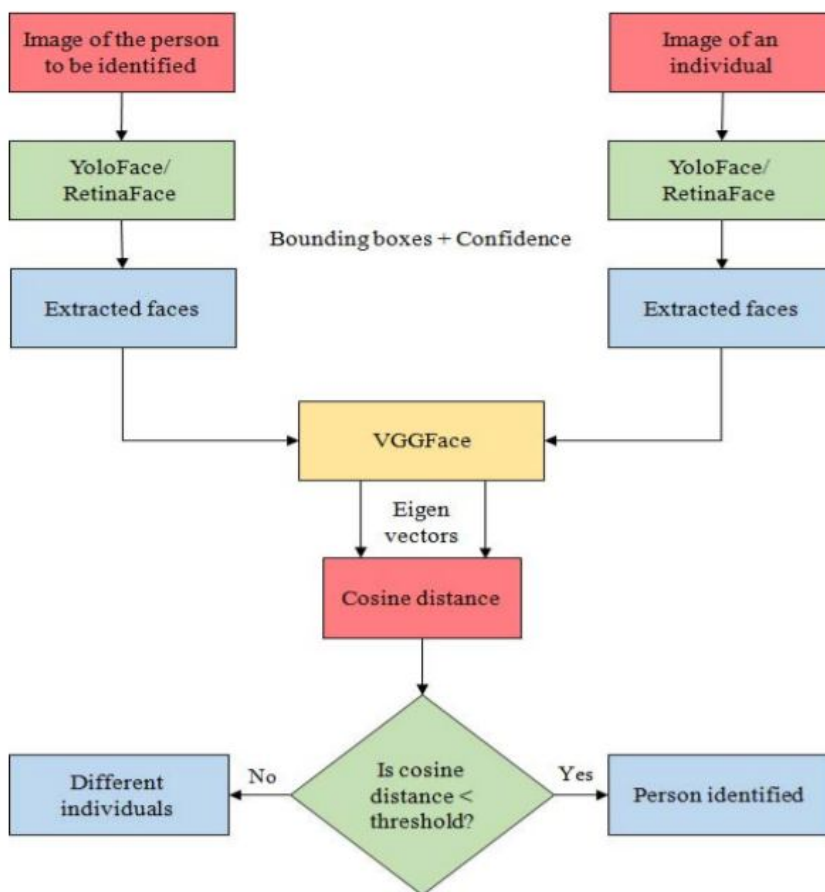 Image of the person
to be identified
Image of an
individual
YoloFace/
RetinaFace
YoloFace/
RetinaFace
Bounding boxes + Confidence
Extracted faces
Extracted faces
VGGFace
Eigen
vectors
Cosine distance
Is cosine
distance <
threshold?
No
Yes
Different
individuals
Person identified